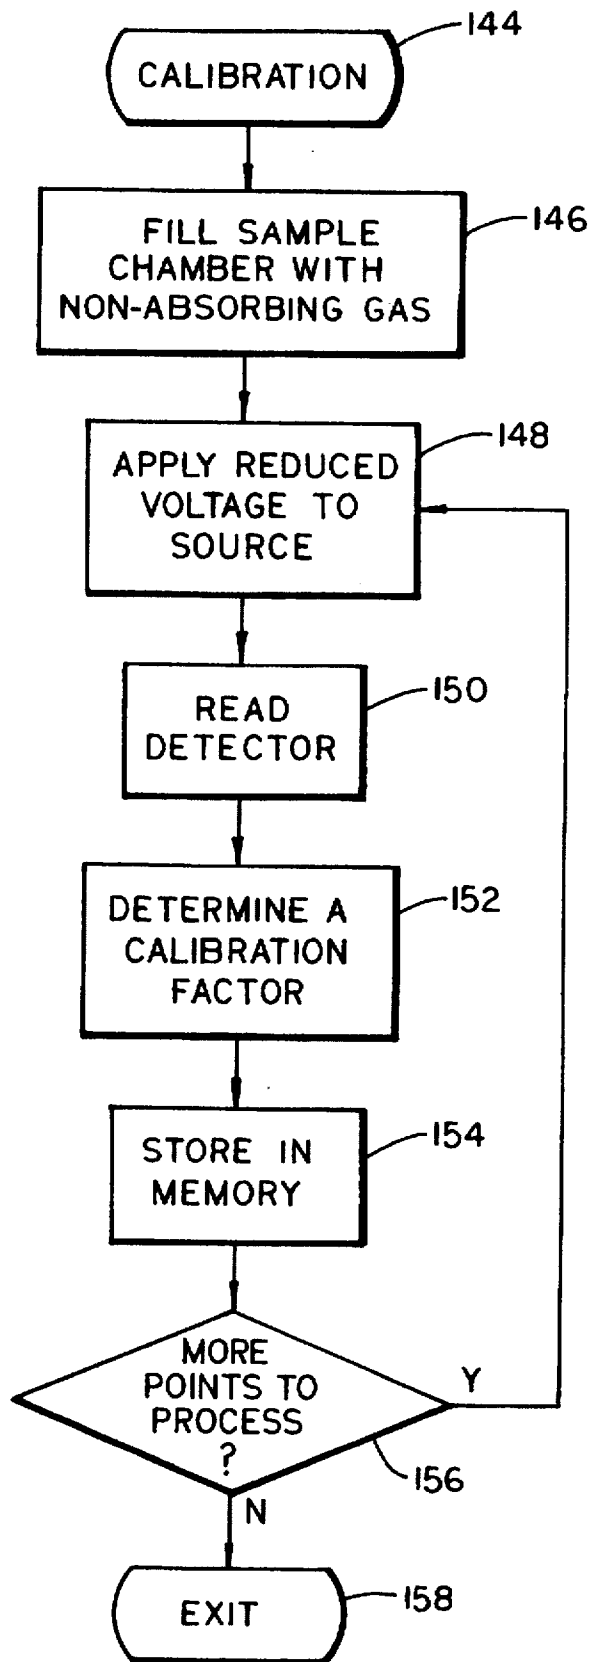 144
CALIBRATION
146
FILL SAMPLE
CHAMBER WITH
NON-ABSORBING GAS
148
APPLY REDUCED
VOLTAGE TO
SOURCE
150
READ
DETECTOR
152
DETERMINE A
CALIBRATION
FACTOR
154
STORE IN
MEMORY
MORE
POINTS TO
PROCESS
?
Y
156
N
EXIT
158